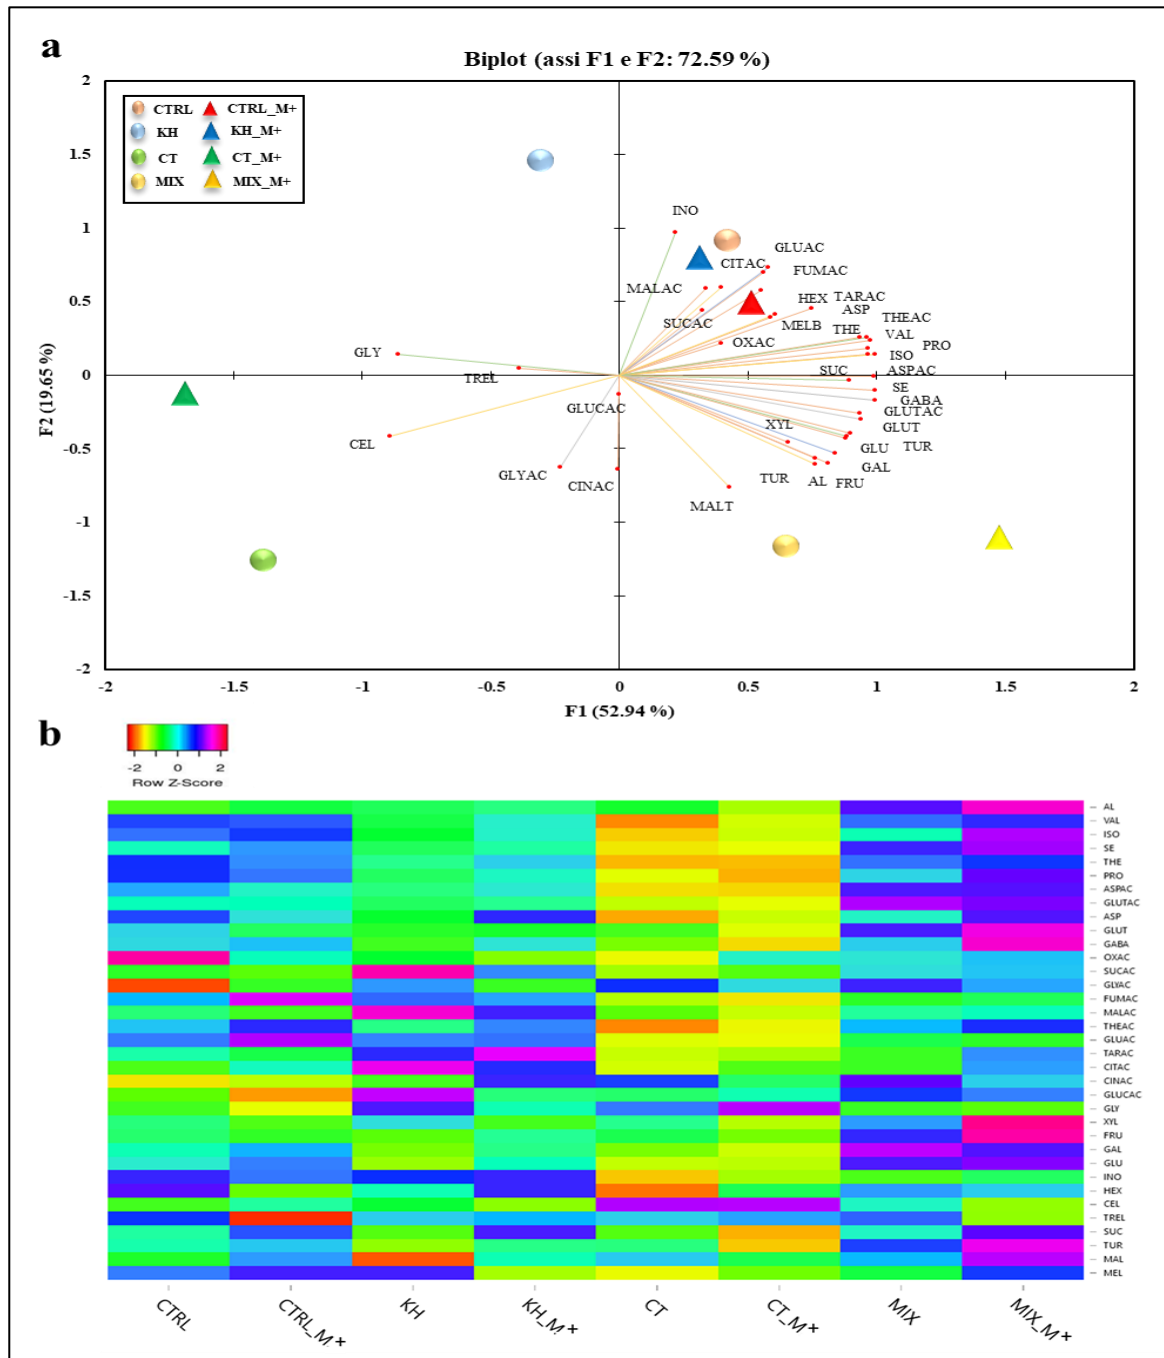 a
Biplot (assi F1 e F2: 72.59 %)
CTRL CTRL_M+
KH KH_M+
CT CT_M+
MIX MIX_M+
2
1.5
1
0.5
0
-0.5
-1
-1.5
-2
F2 (19.65 %)
INO
GLUAC
CITAC
FUMAC
MALAC
HEX TARAC
SUCAC
MELB ASP
THE THEAC
OXAC
VAL
PRO
GLY
ISO
TREL
SUC ASPAC
SE
GABA
GLUCAC
GLUTAC
XYL
GLUT
CEL
GLU TUR
GLYAC
GAL
CINAC
TUR AL FRU
MALT
-2 -1.5 -1 -0.5 0 0.5 1 1.5 2
F1 (52.94 %)
b
-2 0 2
Row Z-Score
AL
VAL
ISO
SE
THE
PRO
ASPAC
GLUTAC
ASP
GLUT
GABA
OXAC
SUCAC
GLYAC
FUMAC
MALAC
THEAC
GLUAC
TARAC
CITAC
CINAC
GLUCAC
GLY
XYL
FRU
GAL
GLU
INO
HEX
CEL
TREL
SUC
TUR
MAL
MEL
CTRL CTRL_M+ KH KH_M+ CT CT_M+ MIX MIX_M+